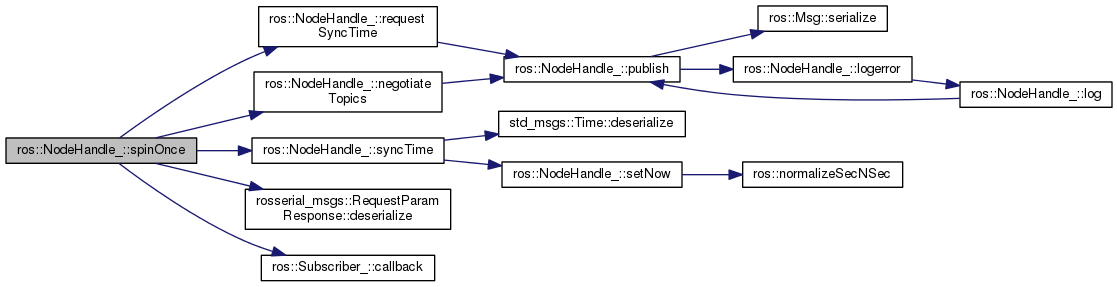 ros::NodeHandle_::spinOnce
ros::NodeHandle_::request
SyncTime
ros::NodeHandle_::negotiate
Topics
ros::NodeHandle_::syncTime
rosserial_msgs::RequestParam
Response::deserialize
ros::Subscriber_::callback
ros::NodeHandle_::publish
std_msgs::Time::deserialize
ros::NodeHandle_::setNow
ros::Msg::serialize
ros::NodeHandle_::logerror
ros::normalizeSecNSec
ros::NodeHandle_::log